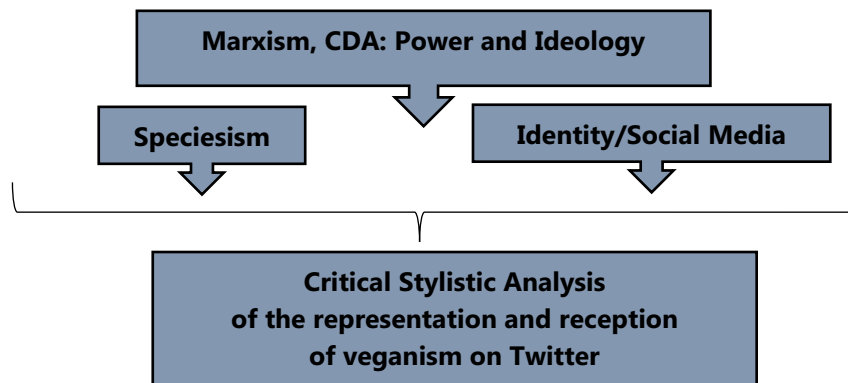 Marxism, CDA: Power and Ideology
Speciesism
Identity/Social Media
Critical Stylistic Analysis
of the representation and reception
of veganism on Twitter